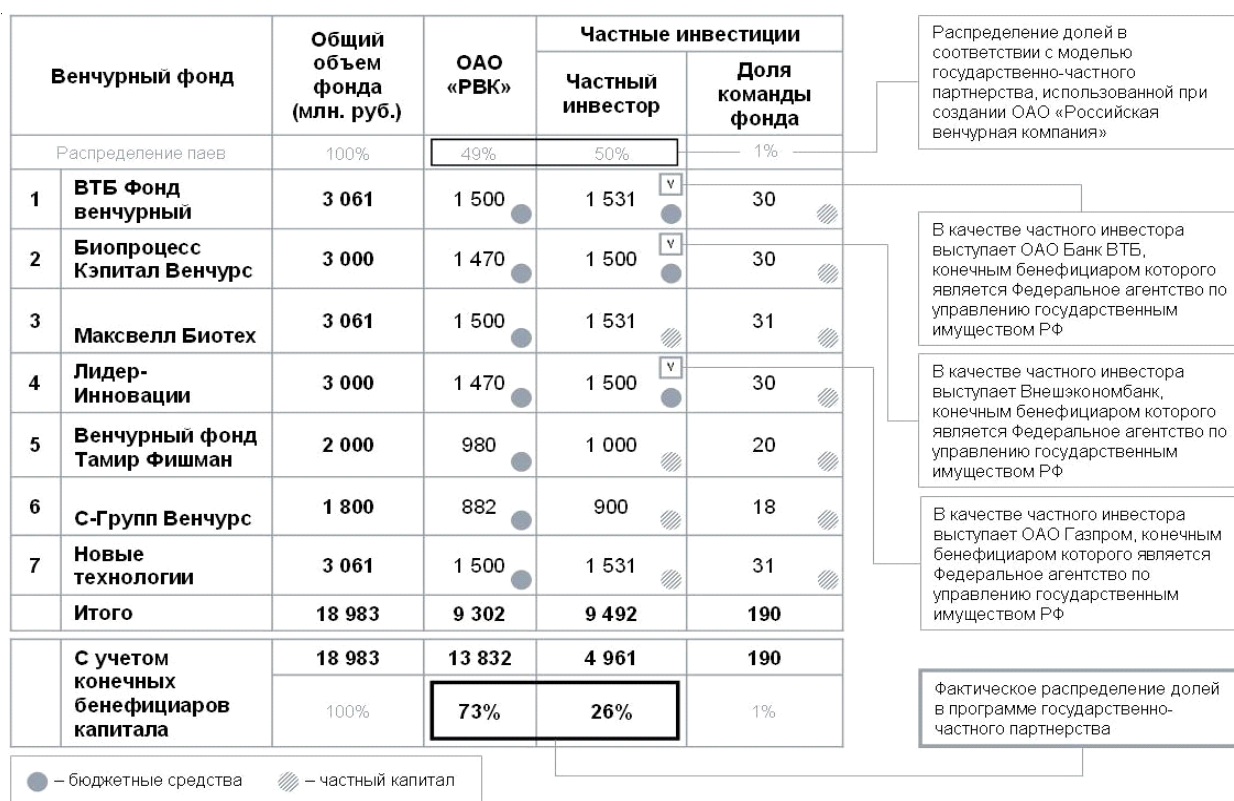 Венчурный фонд
Общий
объем
фонда
(млн. руб.)
ОАО
«РВК»
Частные инвестиции
Частный
инвестор
Доля
команды
фонда
Распределение паев 100% 49% 50% 1%
1 ВТБ Фонд
венчурный 3 061 1 500 1 531 v 30
2 Биопроцесс
Кэпитал Венчурс 3 000 1 470 1 500 v 30
3 Максвелл Биотех 3 061 1 500 1 531 31
4 Лидер-
Инновации 3 000 1 470 1 500 v 30
5 Венчурный фонд
Тамир Фишман 2 000 980 1 000 20
6 С-Групп Венчурс 1 800 882 900 18
7 Новые
технологии 3 061 1 500 1 531 31
Итого 18 983 9 302 9 492 190
С учетом
конечных
бенефициаров
капитала
18 983 13 832 4 961 190
100% 73% 26% 1%
– бюджетные средства – частный капитал
Распределение долей в
соответствии с моделью
государственно-частного
партнерства, использованной при
создании ОАО «Российская
венчурная компания»
В качестве частного инвестора
выступает ОАО Банк ВТБ,
конечным бенефициаром которого
является Федеральное агентство по
управлению государственным
имуществом РФ
В качестве частного инвестора
выступает Внешэкономбанк,
конечным бенефициаром которого
является Федеральное агентство по
управлению государственным
имуществом РФ
В качестве частного инвестора
выступает ОАО Газпром, конечным
бенефициаром которого является
Федеральное агентство по
управлению государственным
имуществом РФ
Фактическое распределение долей
в программе государственно-
частного партнерства